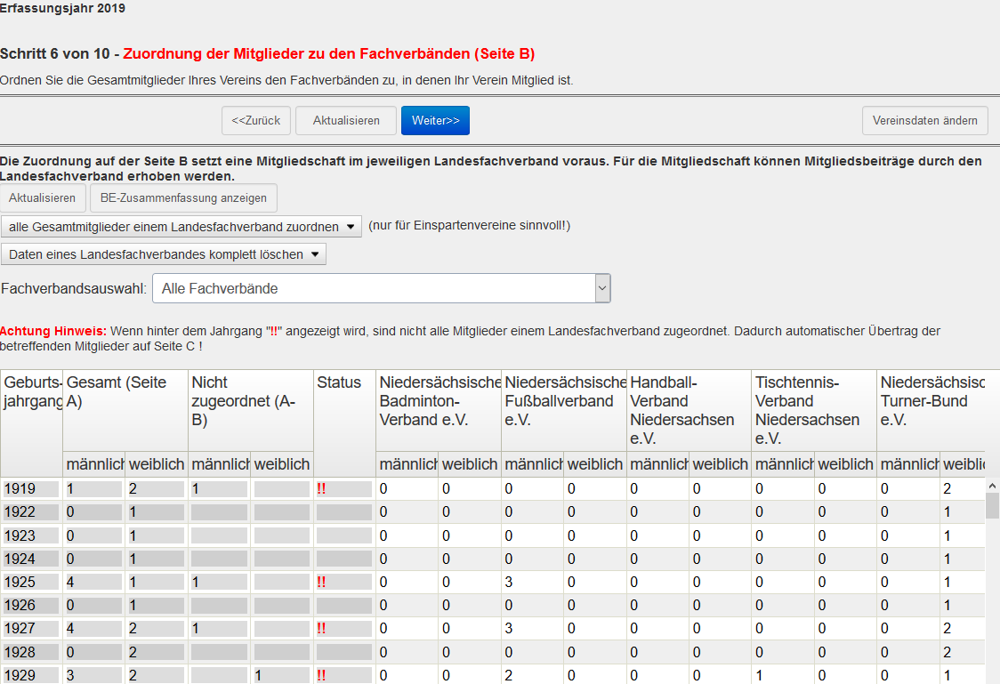 Erfassungsjahr 2019
Schritt 6 von 10 - Zuordnung der Mitglieder zu den Fachverbänden (Seite B)
Ordnen Sie die Gesamtmitglieder Ihres Vereins den Fachverbänden zu, in denen Ihr Verein Mitglied ist.
<<Zurück Aktualisieren Weiter>> Vereinsdaten ändern
Die Zuordnung auf der Seite B setzt eine Mitgliedschaft im jeweiligen Landesfachverband voraus. Für die Mitgliedschaft können Mitgliedsbeiträge durch den
Landesfachverband erhoben werden.
Aktualisieren BE-Zusammenfassung anzeigen
alle Gesamtmitglieder einem Landesfachverband zuordnen (nur für Einspartenvereine sinnvoll!)
Daten eines Landesfachverbandes komplett löschen
Fachverbandsauswahl: Alle Fachverbände
Achtung Hinweis: Wenn hinter dem Jahrgang "!!" angezeigt wird, sind nicht alle Mitglieder einem Landesfachverband zugeordnet. Dadurch automatischer Übertrag der
betreffenden Mitglieder auf Seite C !
Geburts- Gesamt (Seite Nicht Status Niedersächsische Niedersächsische Handball- Tischtennis- Niedersächsisc
jahrgang A) zugeordnet (A- Badminton- Fußballverband Verband Verband Turner-Bund
B) Verband e.V. e.V. Niedersachsen Niedersachsen e.V.
e.V. e.V.
männlich weiblich männlich weiblich männlich weiblich männlich weiblich männlich weiblich männlich weiblich männlich weiblic
1919 1 2 1 !! 0 0 0 0 0 0 0 0 0 2
1922 0 1 0 0 0 0 0 0 0 0 0 1
1923 0 1 0 0 0 0 0 0 0 0 0 1
1924 0 1 0 0 0 0 0 0 0 0 0 1
1925 4 1 1 !! 0 0 3 0 0 0 0 0 0 1
1926 0 1 0 0 0 0 0 0 0 0 0 1
1927 4 2 1 !! 0 0 3 0 0 0 0 0 0 2
1928 0 2 0 0 0 0 0 0 0 0 0 2
1929 3 2 1 !! 0 0 2 0 0 0 1 0 0 1